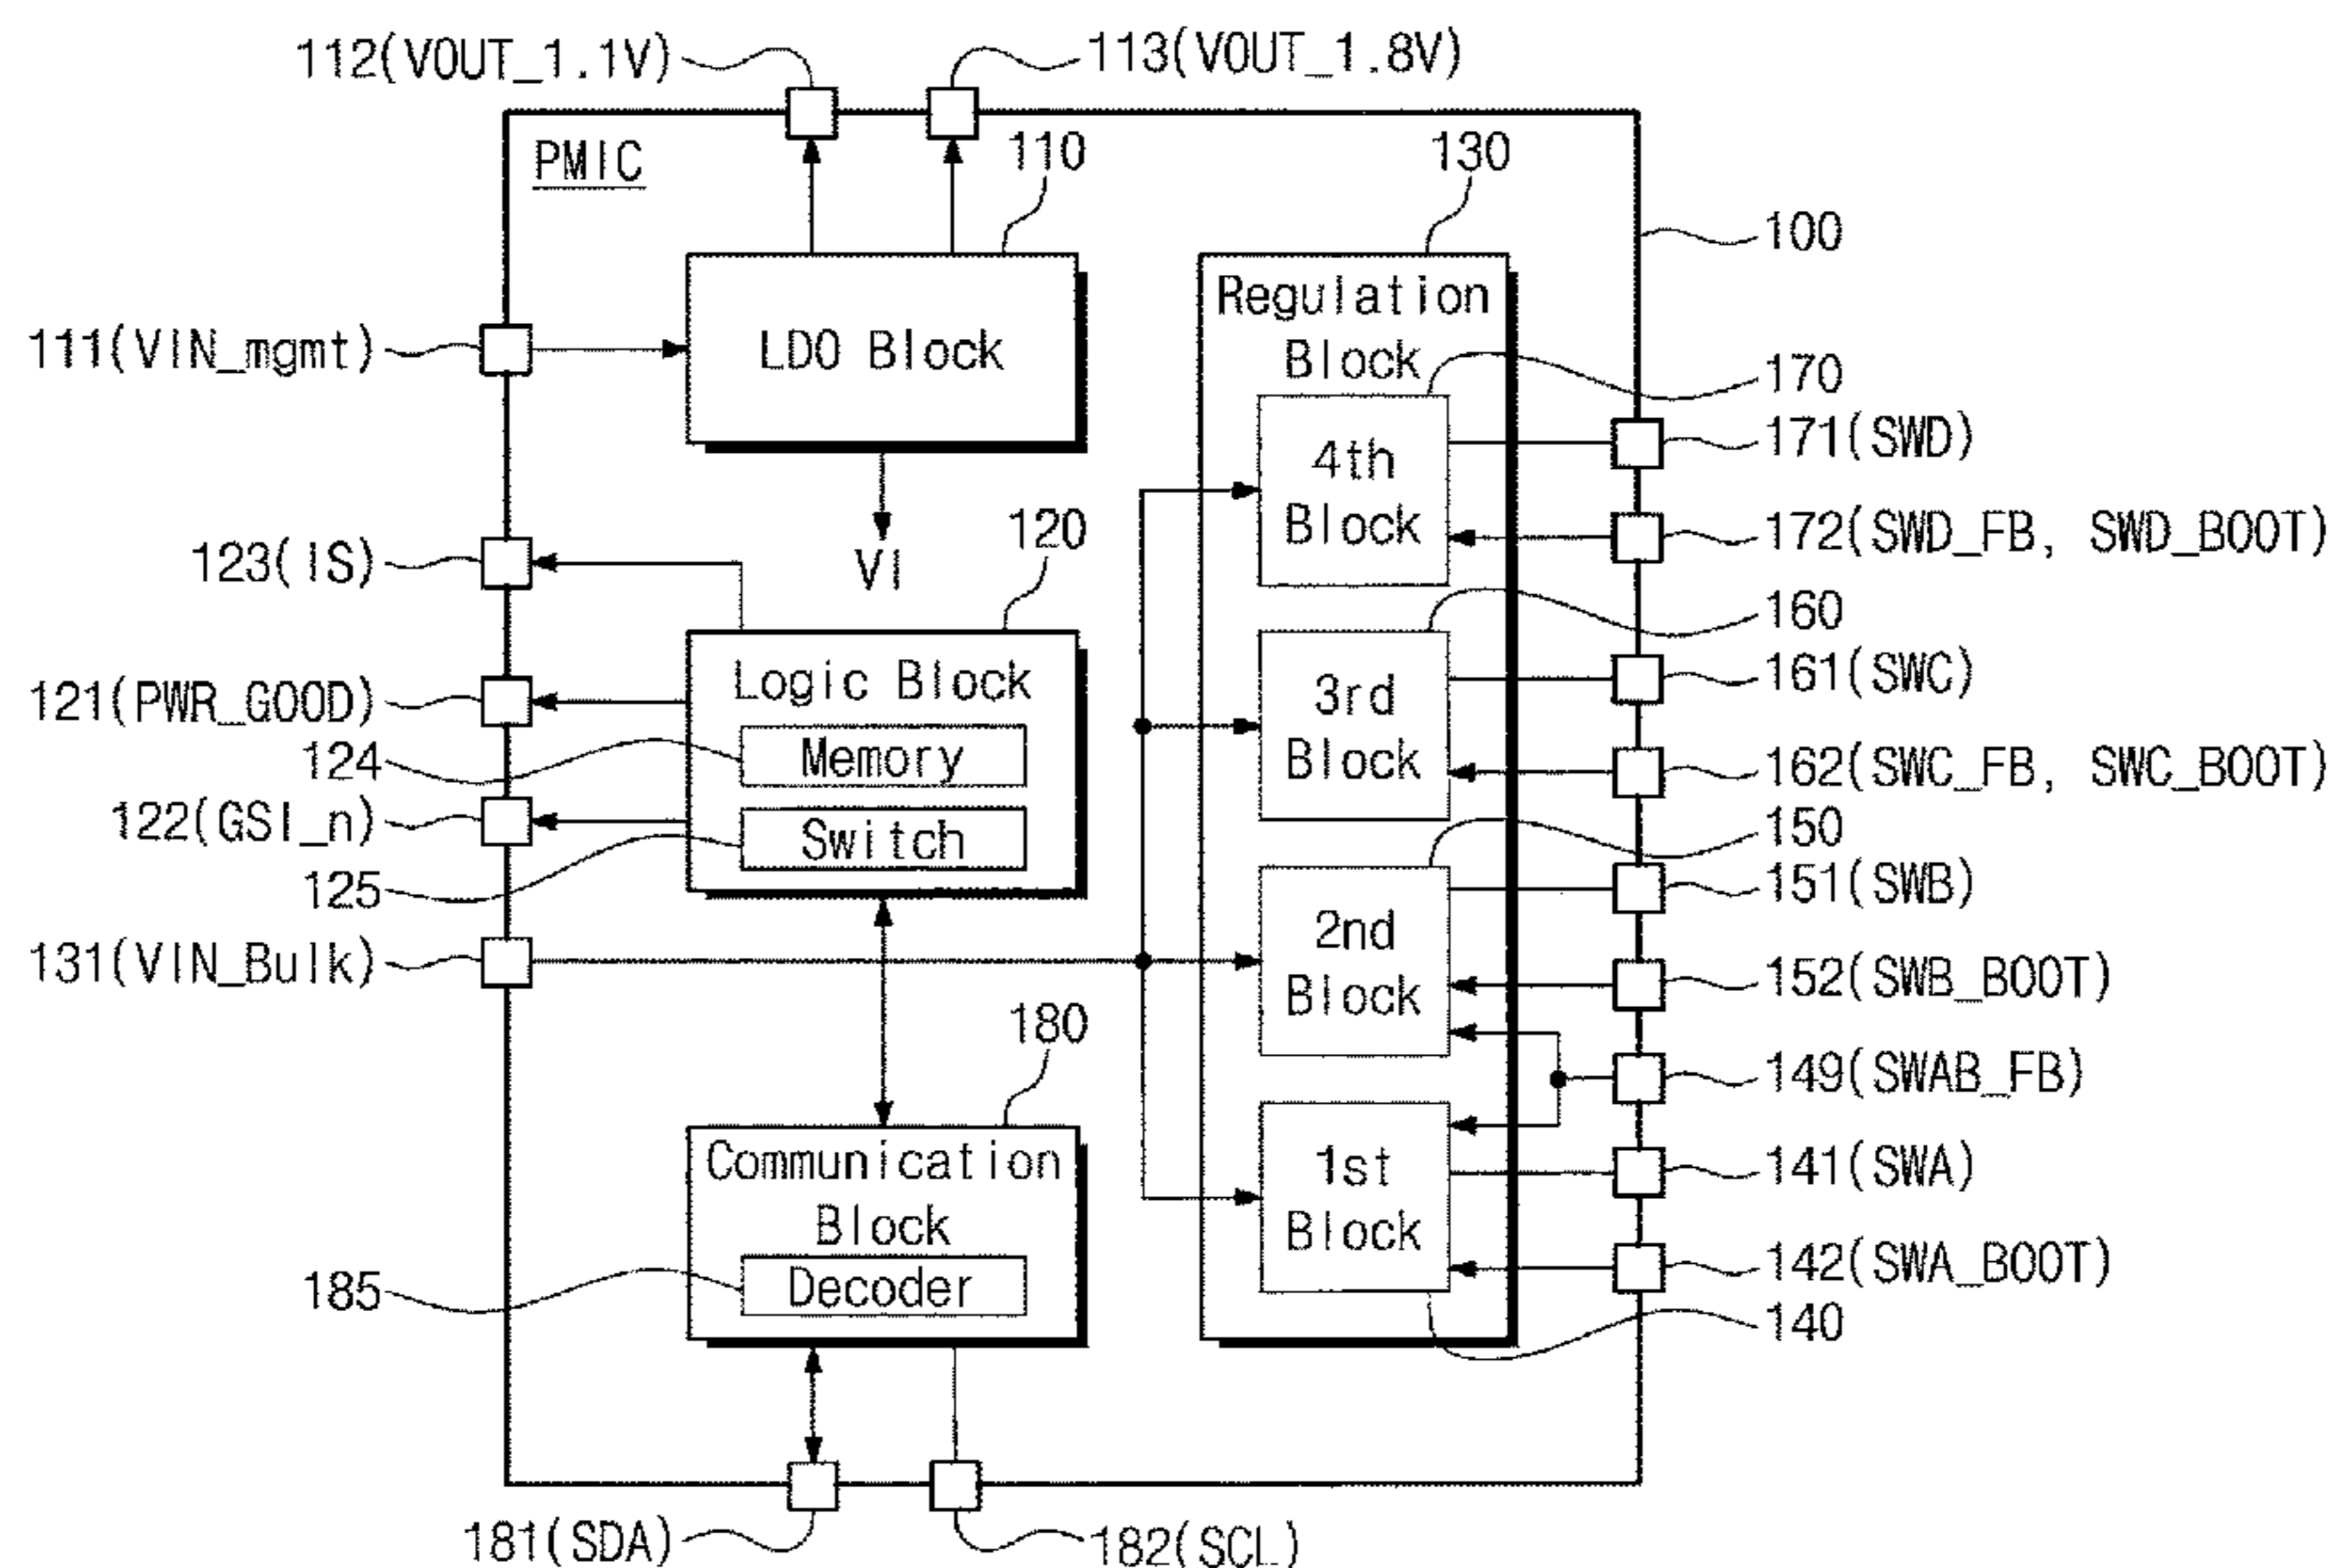 112(VOUT_1.1V)
113(VOUT_1.8V)
PMIC
110
130
100
LDO Block
111(VIN_mgmt)
VI
Regulation
Block
170
4th
Block
171(SWD)
172(SWD_FB, SWD_BOOT)
123(IS)
120
160
Logic Block
121(PWR_GOOD)
Memory
124
3rd
Block
161(SWC)
162(SWC_FB, SWC_BOOT)
122(GSI_n)
Switch
125
150
151(SWB)
131(VIN_Bulk)
2nd
Block
152(SWB_BOOT)
180
149(SWAB_FB)
Communication
Block
1st
Block
141(SWA)
142(SWA_BOOT)
185
Decoder
140
181(SDA)
182(SCL)